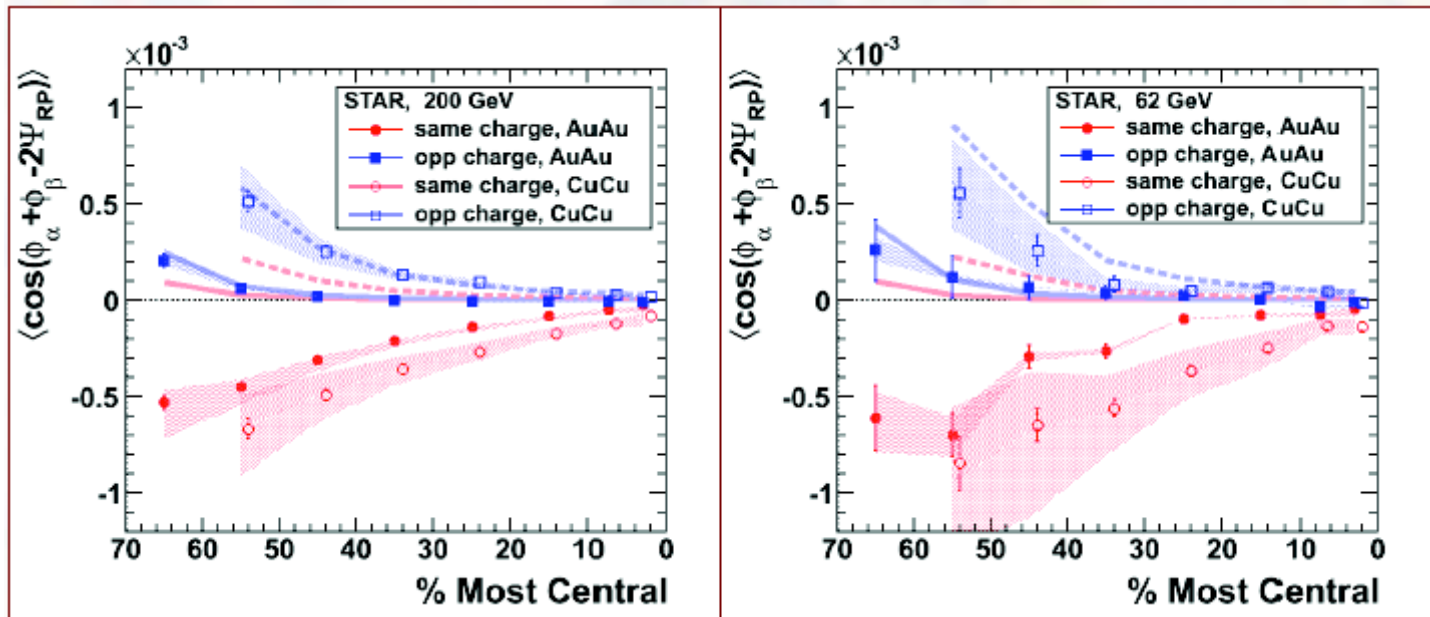 ×10⁻³
⟨cos(ϕα+ϕβ-2ΨRP)⟩
STAR, 200 GeV
same charge, AuAu
opp charge, AuAu
same charge, CuCu
opp charge, CuCu
1
0.5
0
-0.5
-1
70 60 50 40 30 20 10 0
% Most Central
×10⁻³
⟨cos(ϕα+ϕβ-2ΨRP)⟩
STAR, 62 GeV
same charge, AuAu
opp charge, AuAu
same charge, CuCu
opp charge, CuCu
1
0.5
0
-0.5
-1
70 60 50 40 30 20 10 0
% Most Central